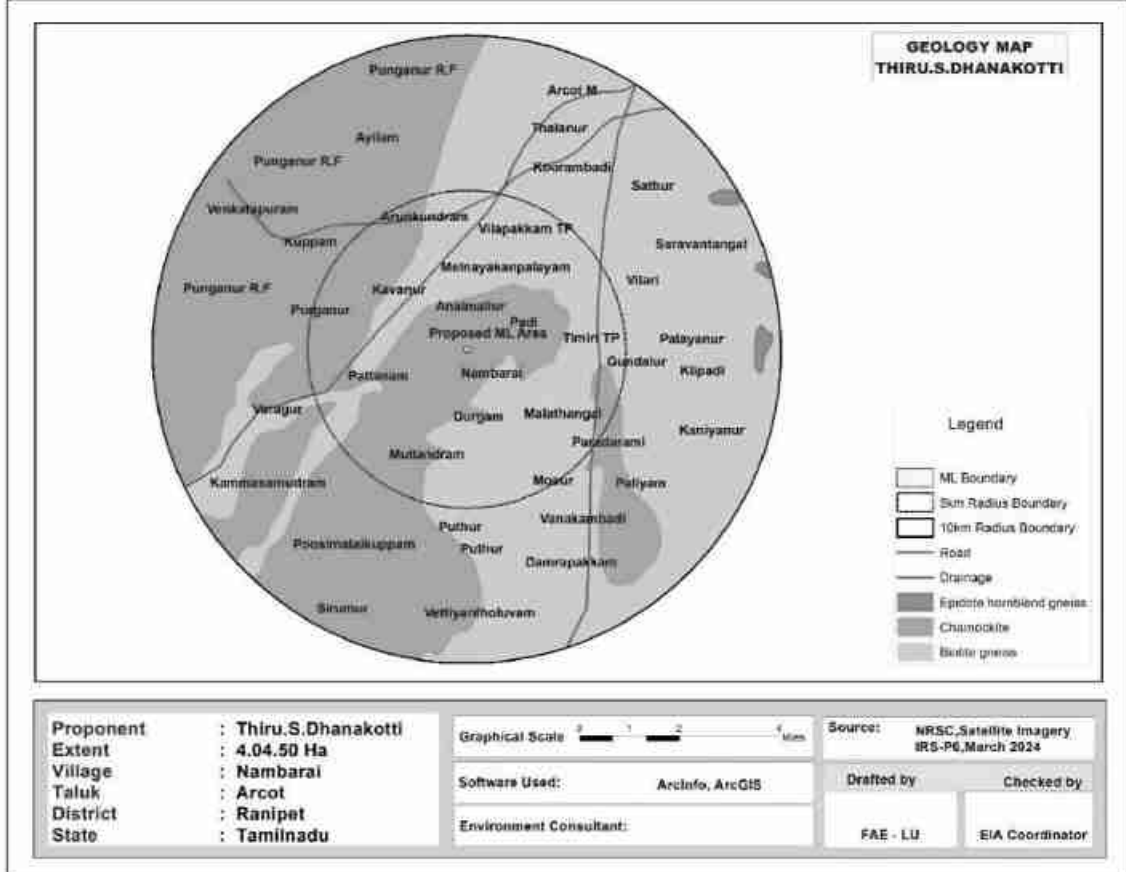 GEOLOGY MAP
THIRU.S.DHANAKOTTI
Punganur R.F
Arcot M
Thalanur
Ayilam
Punganur R.F
Koorambadi
Sathur
Venkatapuram
Arunkundram
Vilapakkam TP
Kuppam
Saravantangal
Melnayakanpalayam
Vilari
Punganur R.F
Kavanur
Punganur
Anaimallur
Padi
Proposed ML Area
Timiri TP
Palayanur
Gundalur
Pattanam
Nambarai
Kilpadi
Varagur
Durgam
Malathangal
Kaniyanur
Paradarami
Muttandram
Kammasamudram
Mosur
Paliyam
Puthur
Vanakambadi
Poosimalaikuppam
Puthur
Damrapakkam
Sirumur
Vettiyantholuvam
Legend
ML Boundary
5km Radius Boundary
10km Radius Boundary
Road
Drainage
Epidote hornblend gneiss
Charnockite
Biotite gneiss
Proponent : Thiru.S.Dhanakotti
Extent : 4.04.50 Ha
Village : Nambarai
Taluk : Arcot
District : Ranipet
State : Tamilnadu
Graphical Scale 0 1 2 4 Miles
Software Used: ArcInfo, ArcGIS
Environment Consultant:
Source: NRSC,Satellite Imagery
IRS-P6,March 2024
Drafted by Checked by
FAE - LU EIA Coordinator